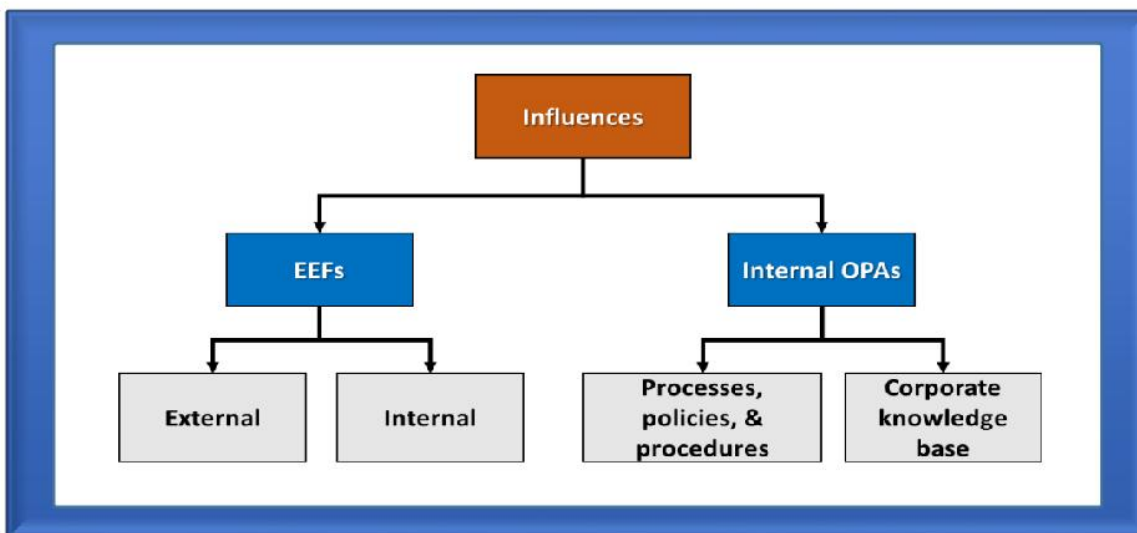 Influences
EEFs
Internal OPAs
External
Internal
Processes,
policies, &
procedures
Corporate
knowledge
base